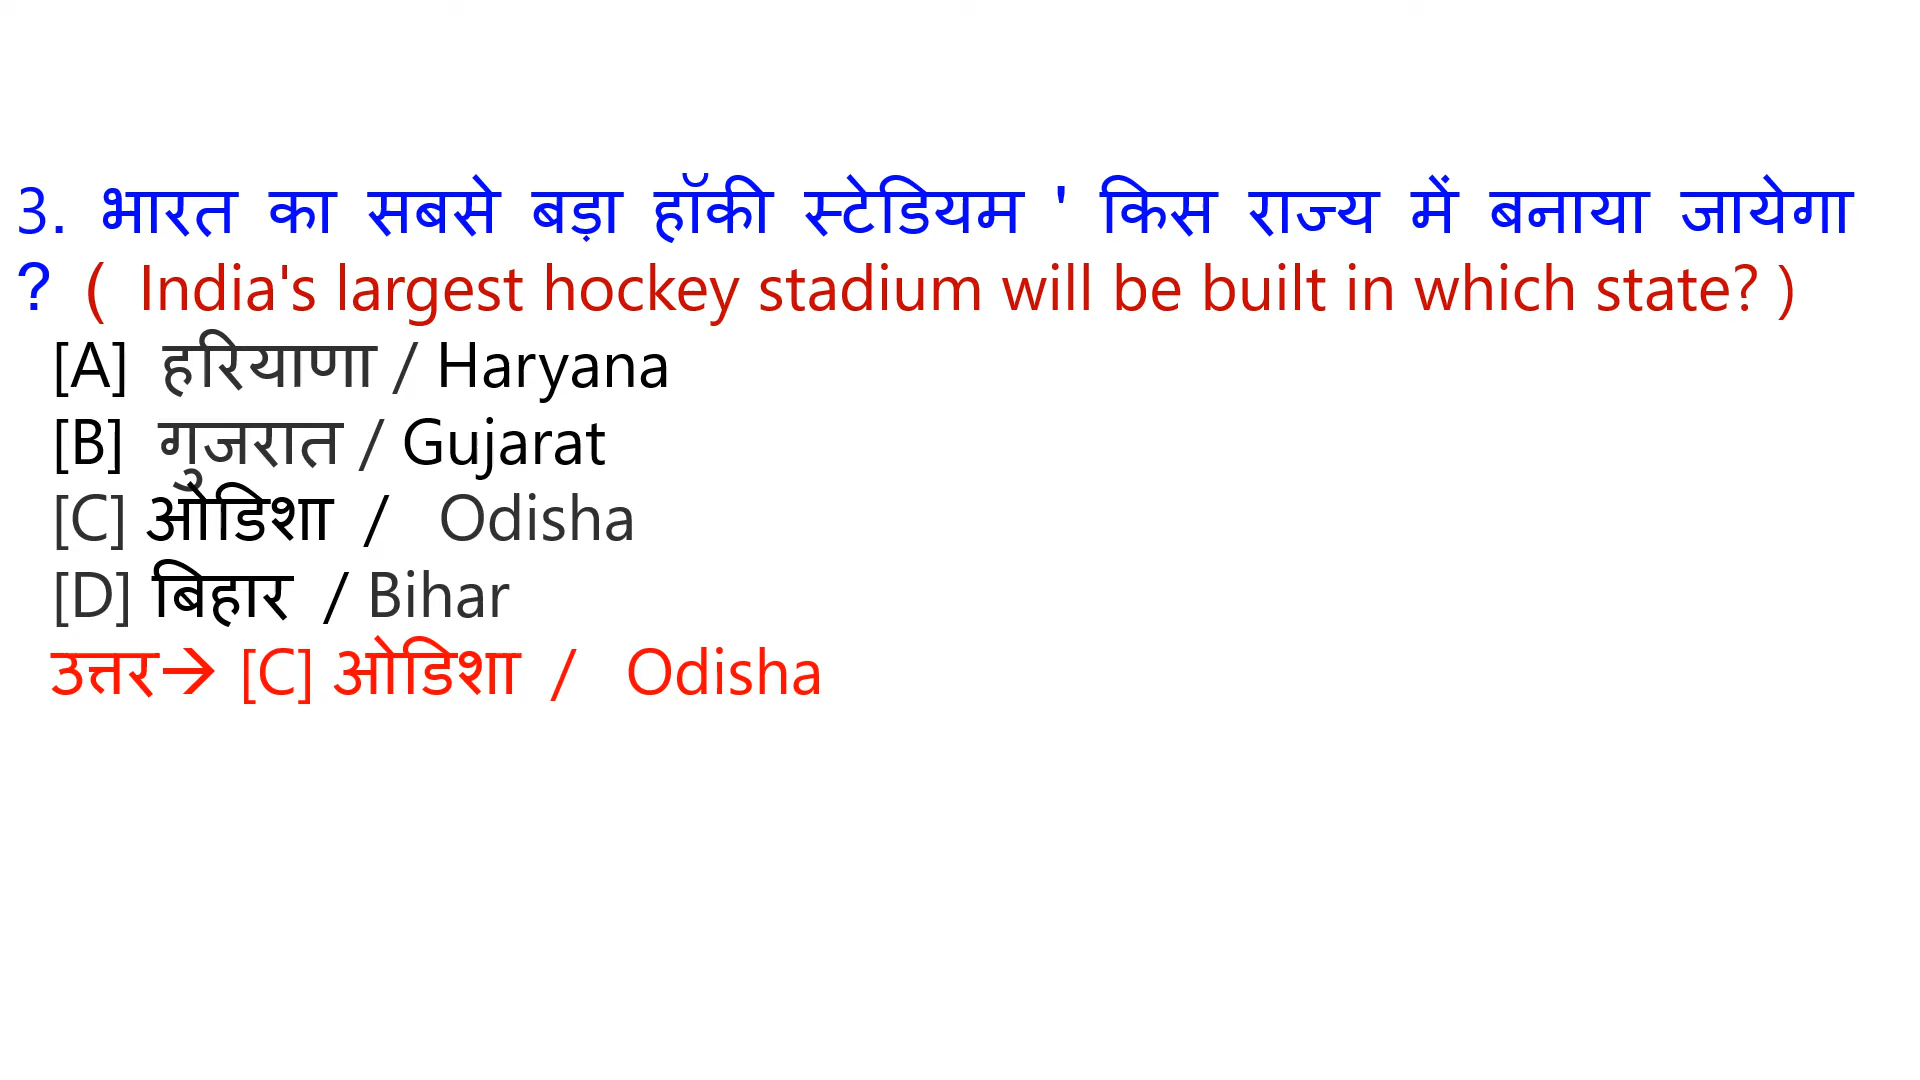 3. भारत का सबसे बड़ा हॉकी स्टेडियम ' किस राज्य में बनाया जायेगा
? ( India's largest hockey stadium will be built in which state? )
[A] हरियाणा / Haryana
[B] गुजरात / Gujarat
[C] ओडिशा / Odisha
[D] बिहार / Bihar
उत्तर→ [C] ओडिशा / Odisha